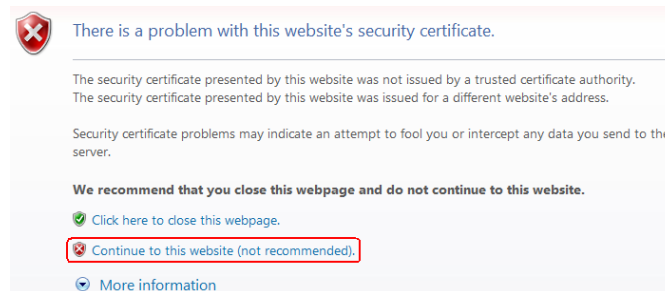 There is a problem with this website's security certificate.
The security certificate presented by this website was not issued by a trusted certificate authority.
The security certificate presented by this website was issued for a different website's address.
Security certificate problems may indicate an attempt to fool you or intercept any data you send to the
server.
We recommend that you close this webpage and do not continue to this website.
Click here to close this webpage.
Continue to this website (not recommended).
More information